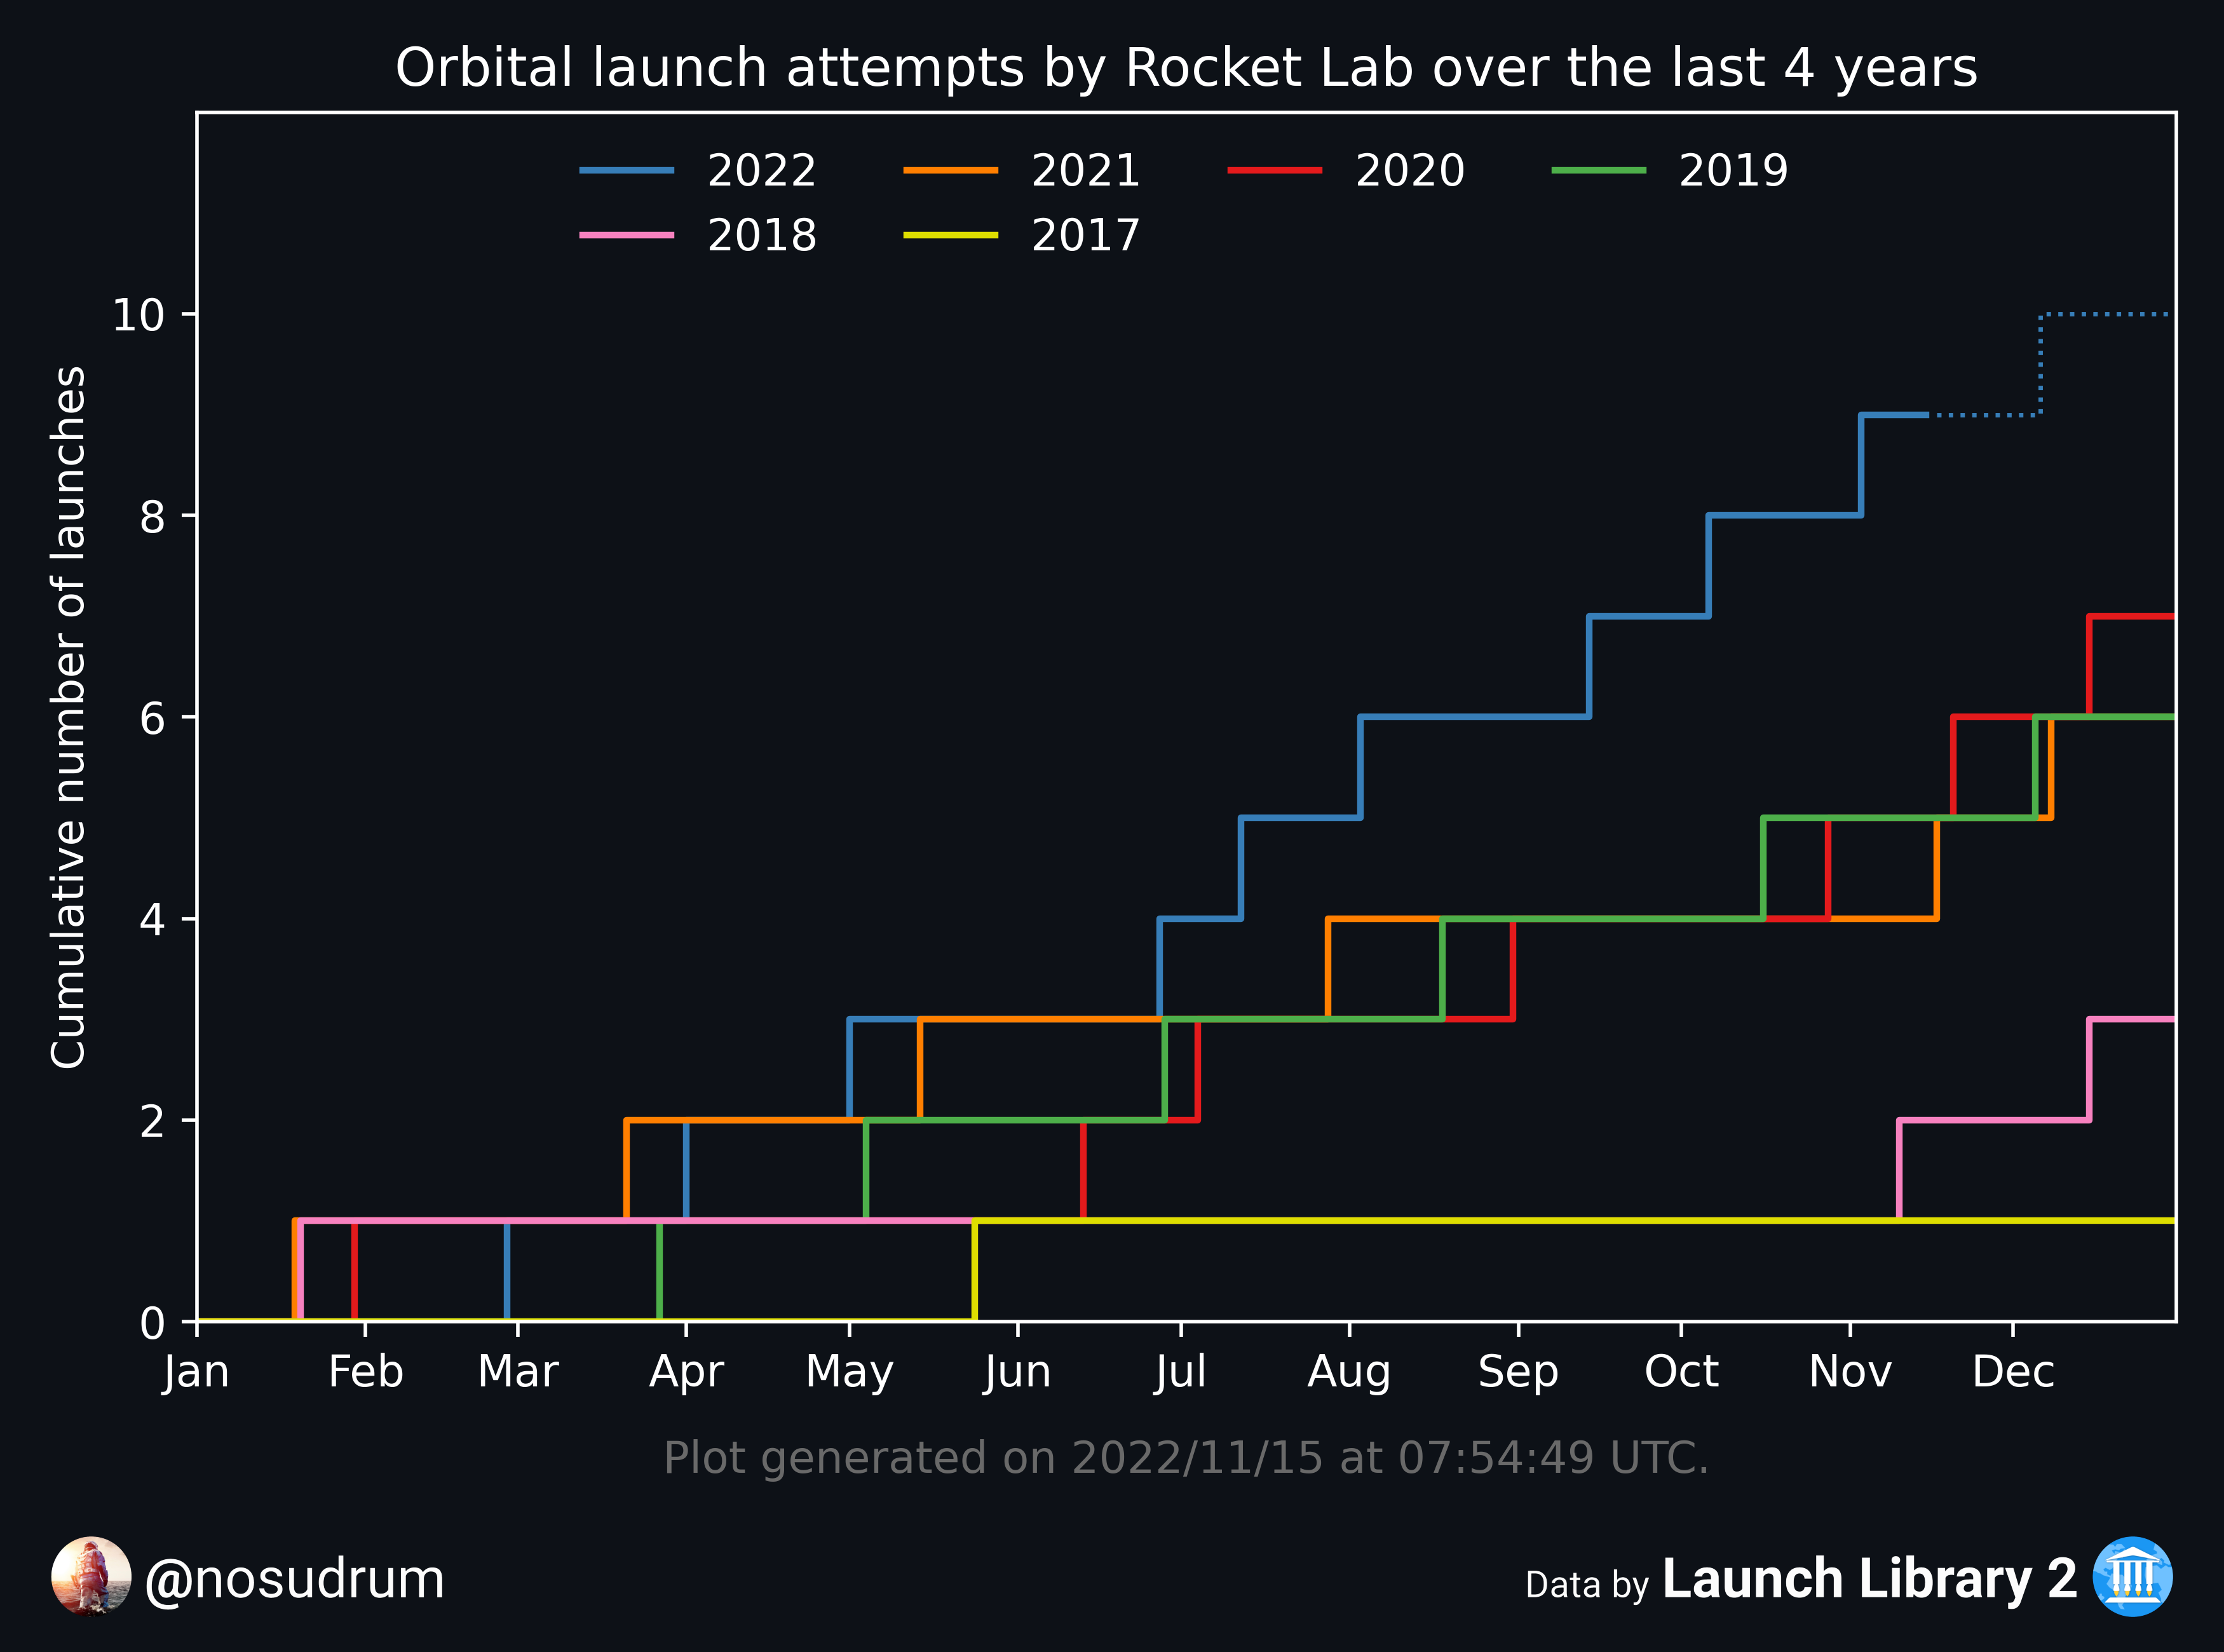 Orbital launch attempts by Rocket Lab over the last 4 years
2022 2021 2020 2019
2018 2017
Cumulative number of launches
10
8
6
4
2
0
Jan Feb Mar Apr May Jun Jul Aug Sep Oct Nov Dec
Plot generated on 2022/11/15 at 07:54:49 UTC.
@nosudrum
Data by Launch Library 2